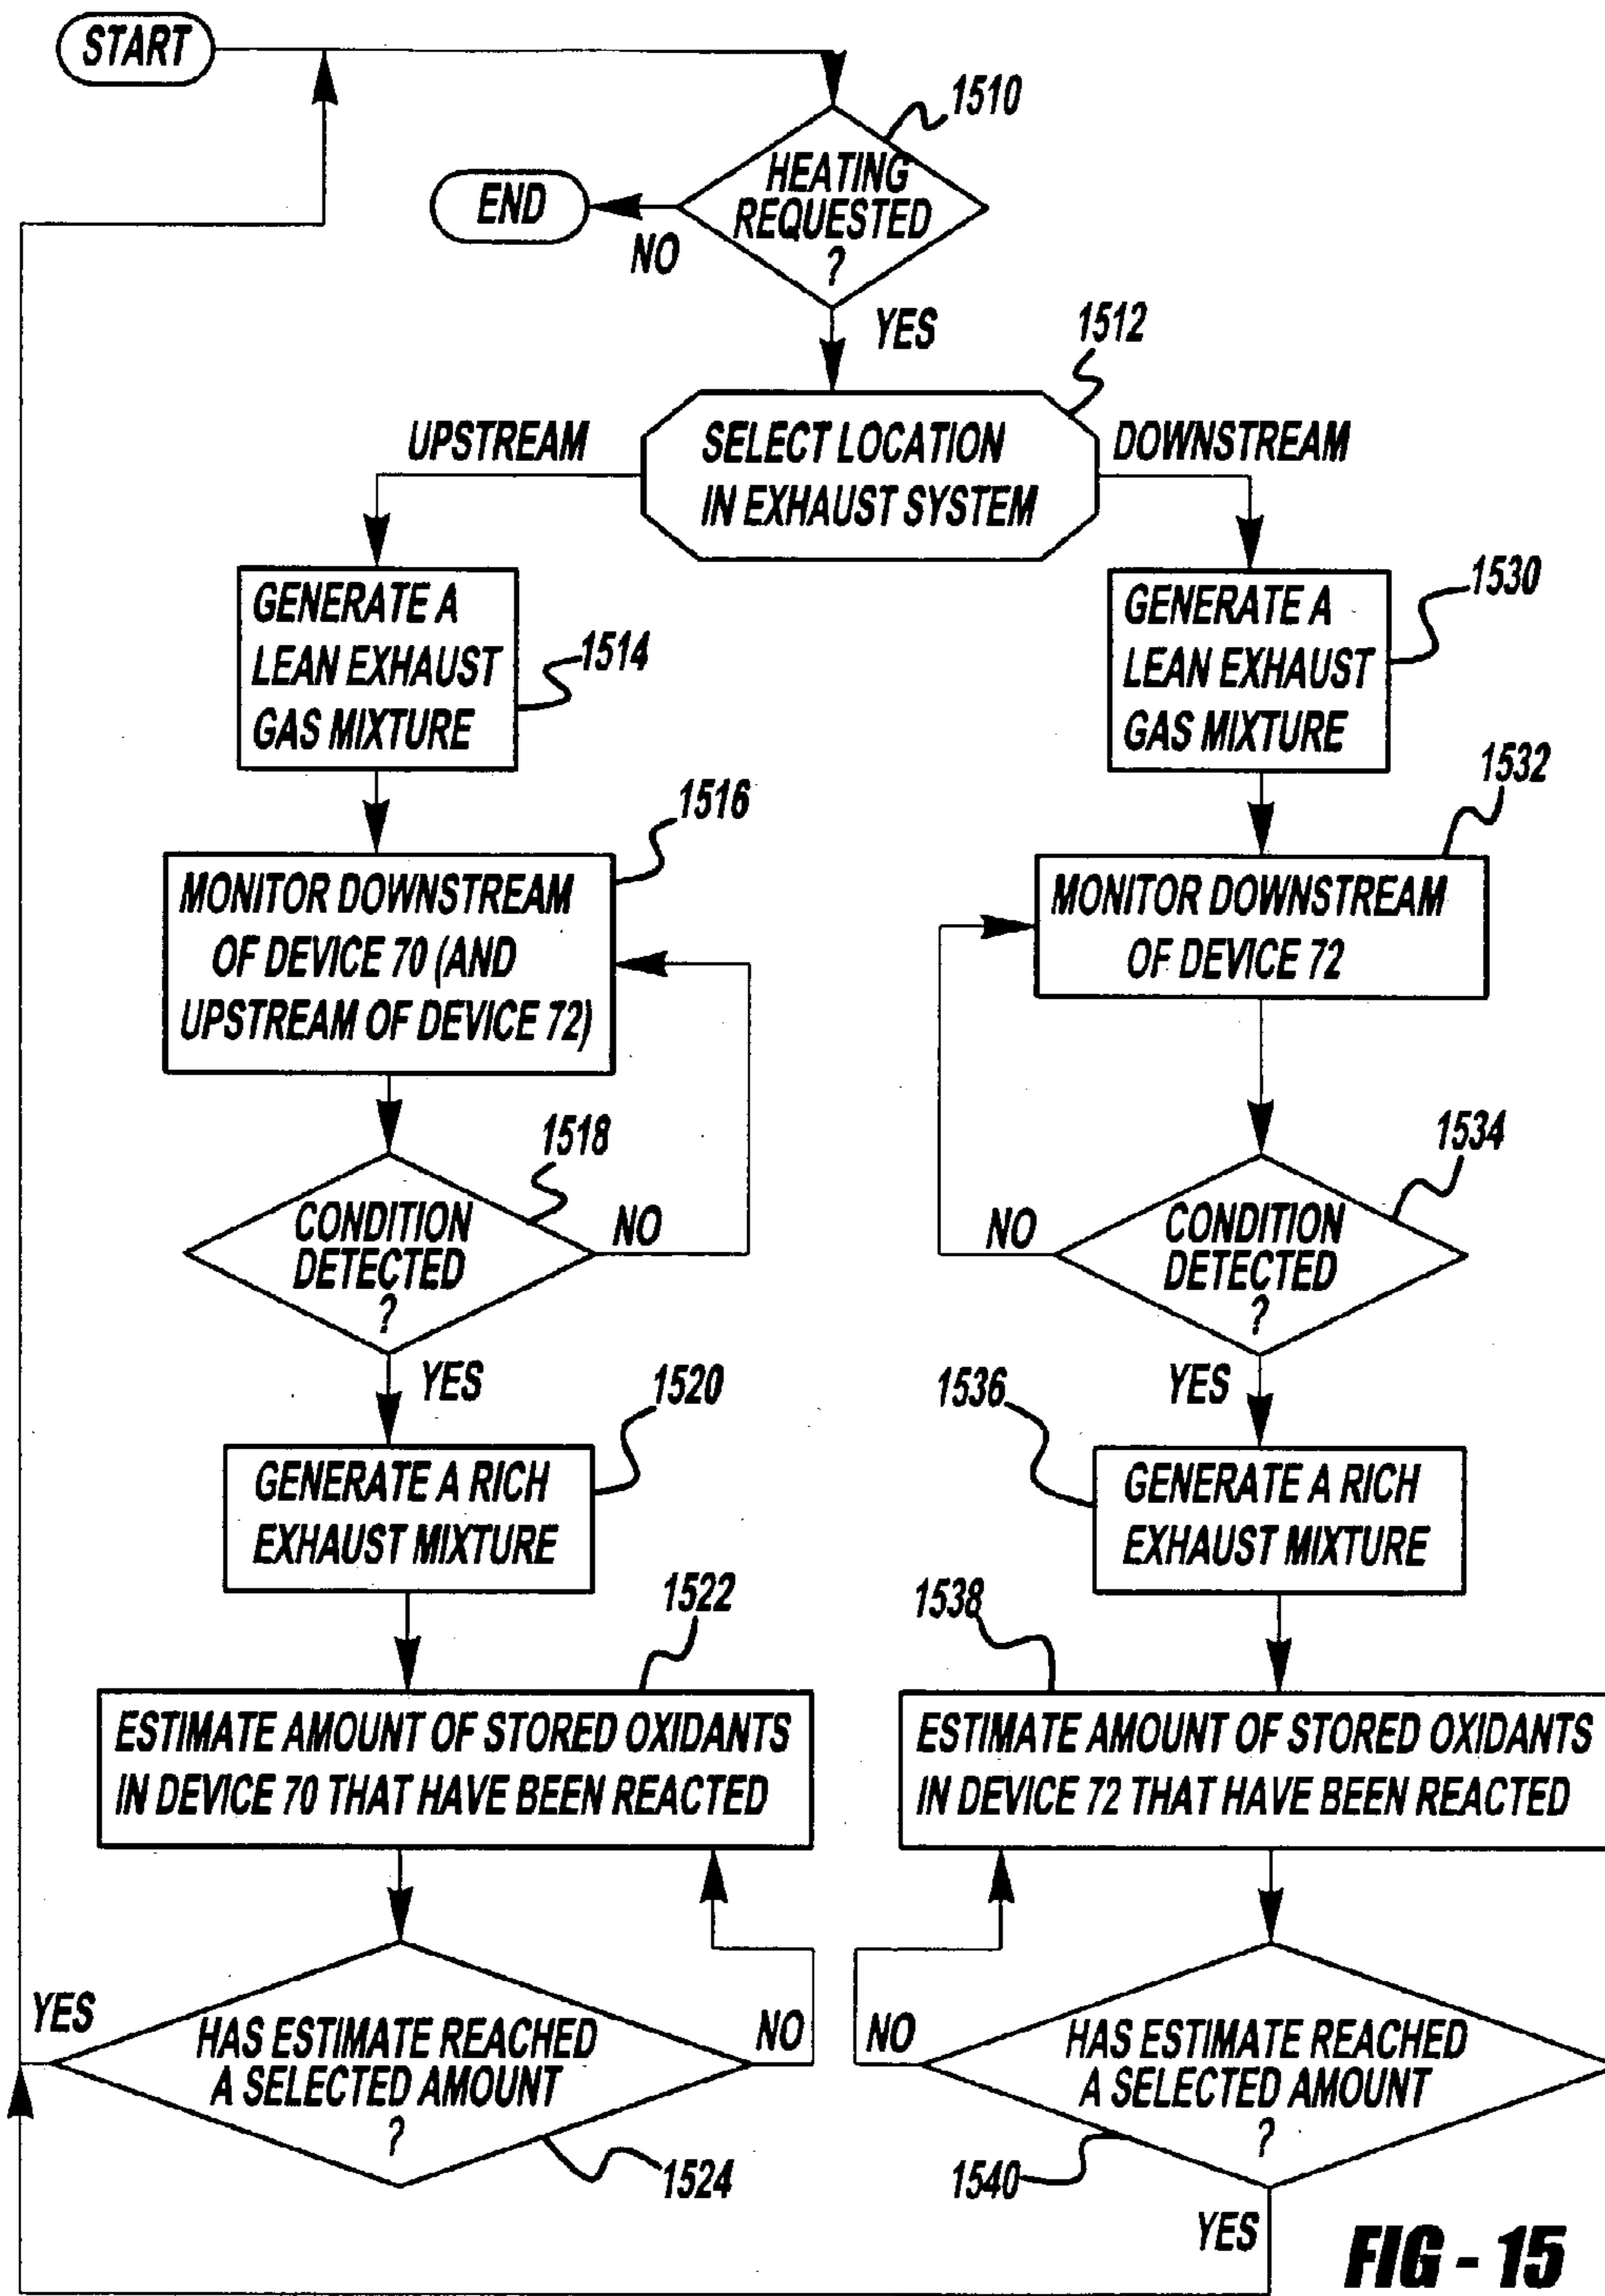 START
1510
HEATING
REQUESTED
?
END
NO
YES
1512
UPSTREAM
SELECT LOCATION
IN EXHAUST SYSTEM
DOWNSTREAM
GENERATE A
LEAN EXHAUST
GAS MIXTURE
1514
GENERATE A
LEAN EXHAUST
GAS MIXTURE
1530
1516
MONITOR DOWNSTREAM
OF DEVICE 70 (AND
UPSTREAM OF DEVICE 72)
1532
MONITOR DOWNSTREAM
OF DEVICE 72
1518
CONDITION
DETECTED
?
NO
YES
1534
CONDITION
DETECTED
?
NO
YES
1520
GENERATE A RICH
EXHAUST MIXTURE
1536
GENERATE A RICH
EXHAUST MIXTURE
1522
ESTIMATE AMOUNT OF STORED OXIDANTS
IN DEVICE 70 THAT HAVE BEEN REACTED
1538
ESTIMATE AMOUNT OF STORED OXIDANTS
IN DEVICE 72 THAT HAVE BEEN REACTED
YES
HAS ESTIMATE REACHED
A SELECTED AMOUNT
?
NO
1524
NO
HAS ESTIMATE REACHED
A SELECTED AMOUNT
?
1540
YES
FIG - 15